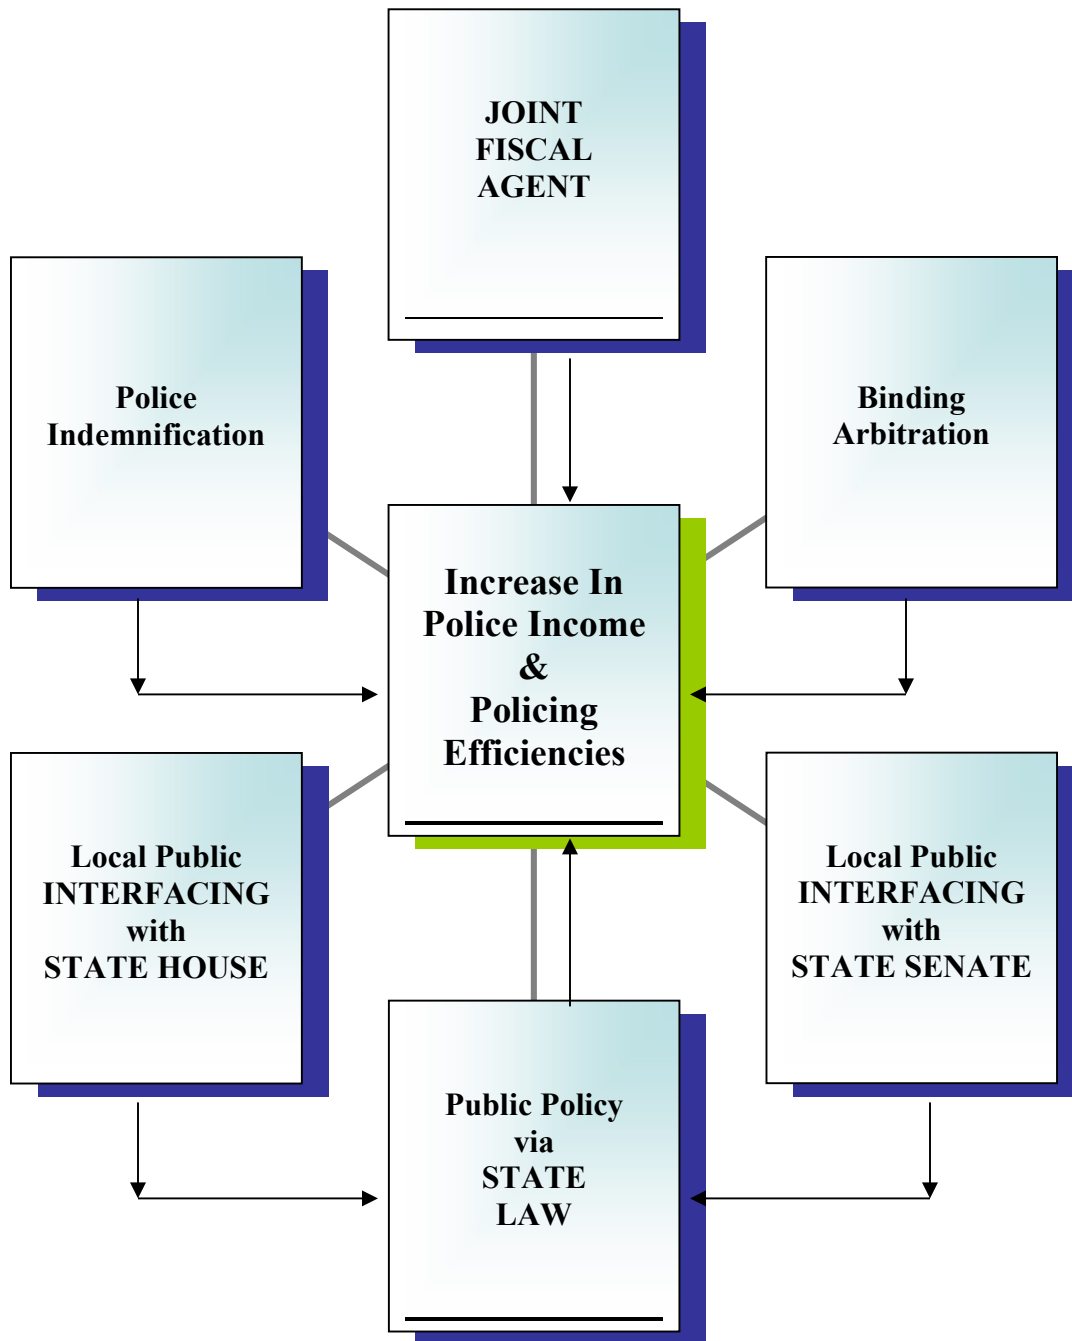 JOINT
FISCAL
AGENT
Police
Indemnification
Binding
Arbitration
Increase In
Police Income
&
Policing
Efficiencies
Local Public
INTERFACING
with
STATE HOUSE
Local Public
INTERFACING
with
STATE SENATE
Public Policy
via
STATE
LAW